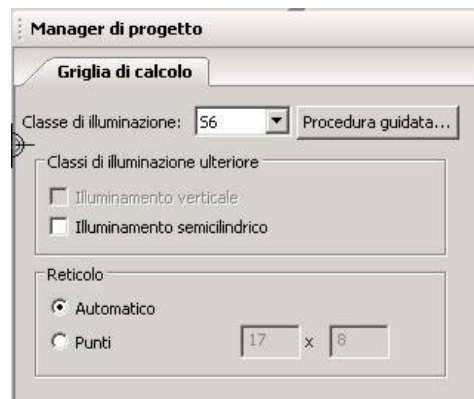 Manager di progetto
Griglia di calcolo
Classe di illuminazione: S6 Procedura guidata...
Classi di illuminazione ulteriore
Illuminamento verticale
Illuminamento semicilindrico
Reticolo
Automatico
Punti 17 x 8